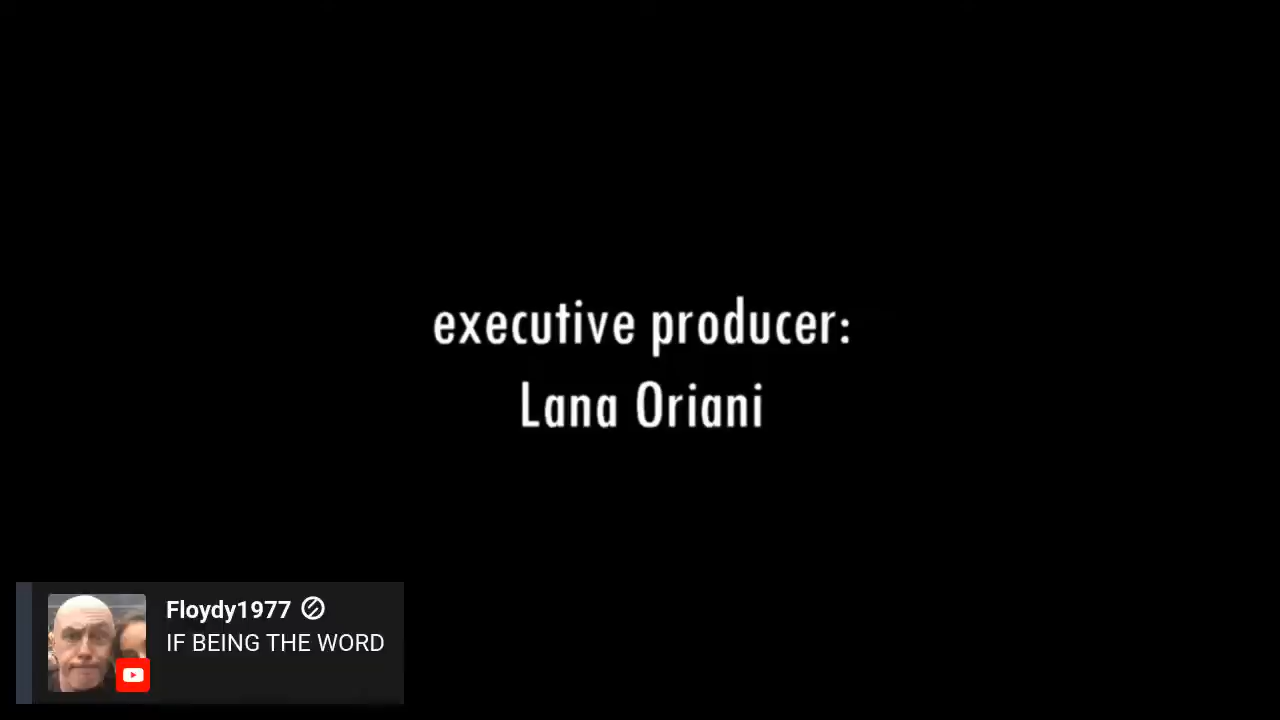 executive producer:
Lana Oriani
Floydy1977
IF BEING THE WORD